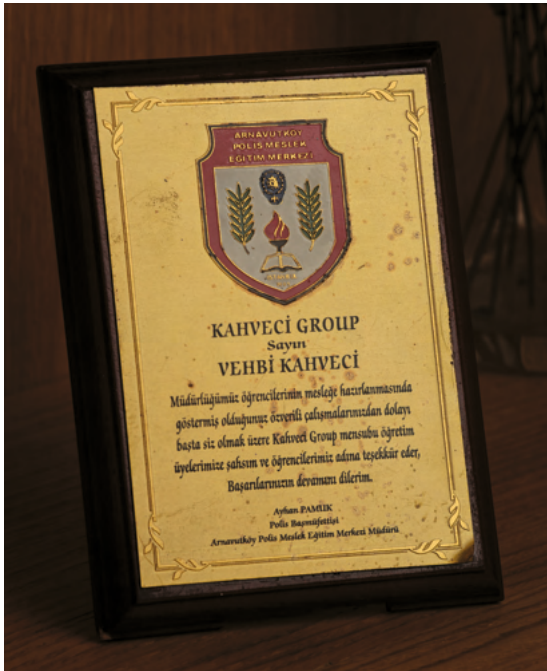 ARNAVUTKÖY
POLİS MESLEK
EĞİTİM MERKEZİ
KAHVECİ GROUP
Sayın
VEHBİ KAHVECİ
Müdürlüğümüz öğrencilerinin mesleğe hazırlanmasında
göstermiş olduğunuz özverili çalışmalarınızdan dolayı
başta siz olmak üzere Kahveci Group mensubu öğretim
üyelerimize şahsım ve öğrencilerimiz adına teşekkür eder,
Başarılarınızın devamını dilerim.
Ayhan PAMUK
Polis Başmüfettişi
Arnavutköy Polis Meslek Eğitim Merkezi Müdürü